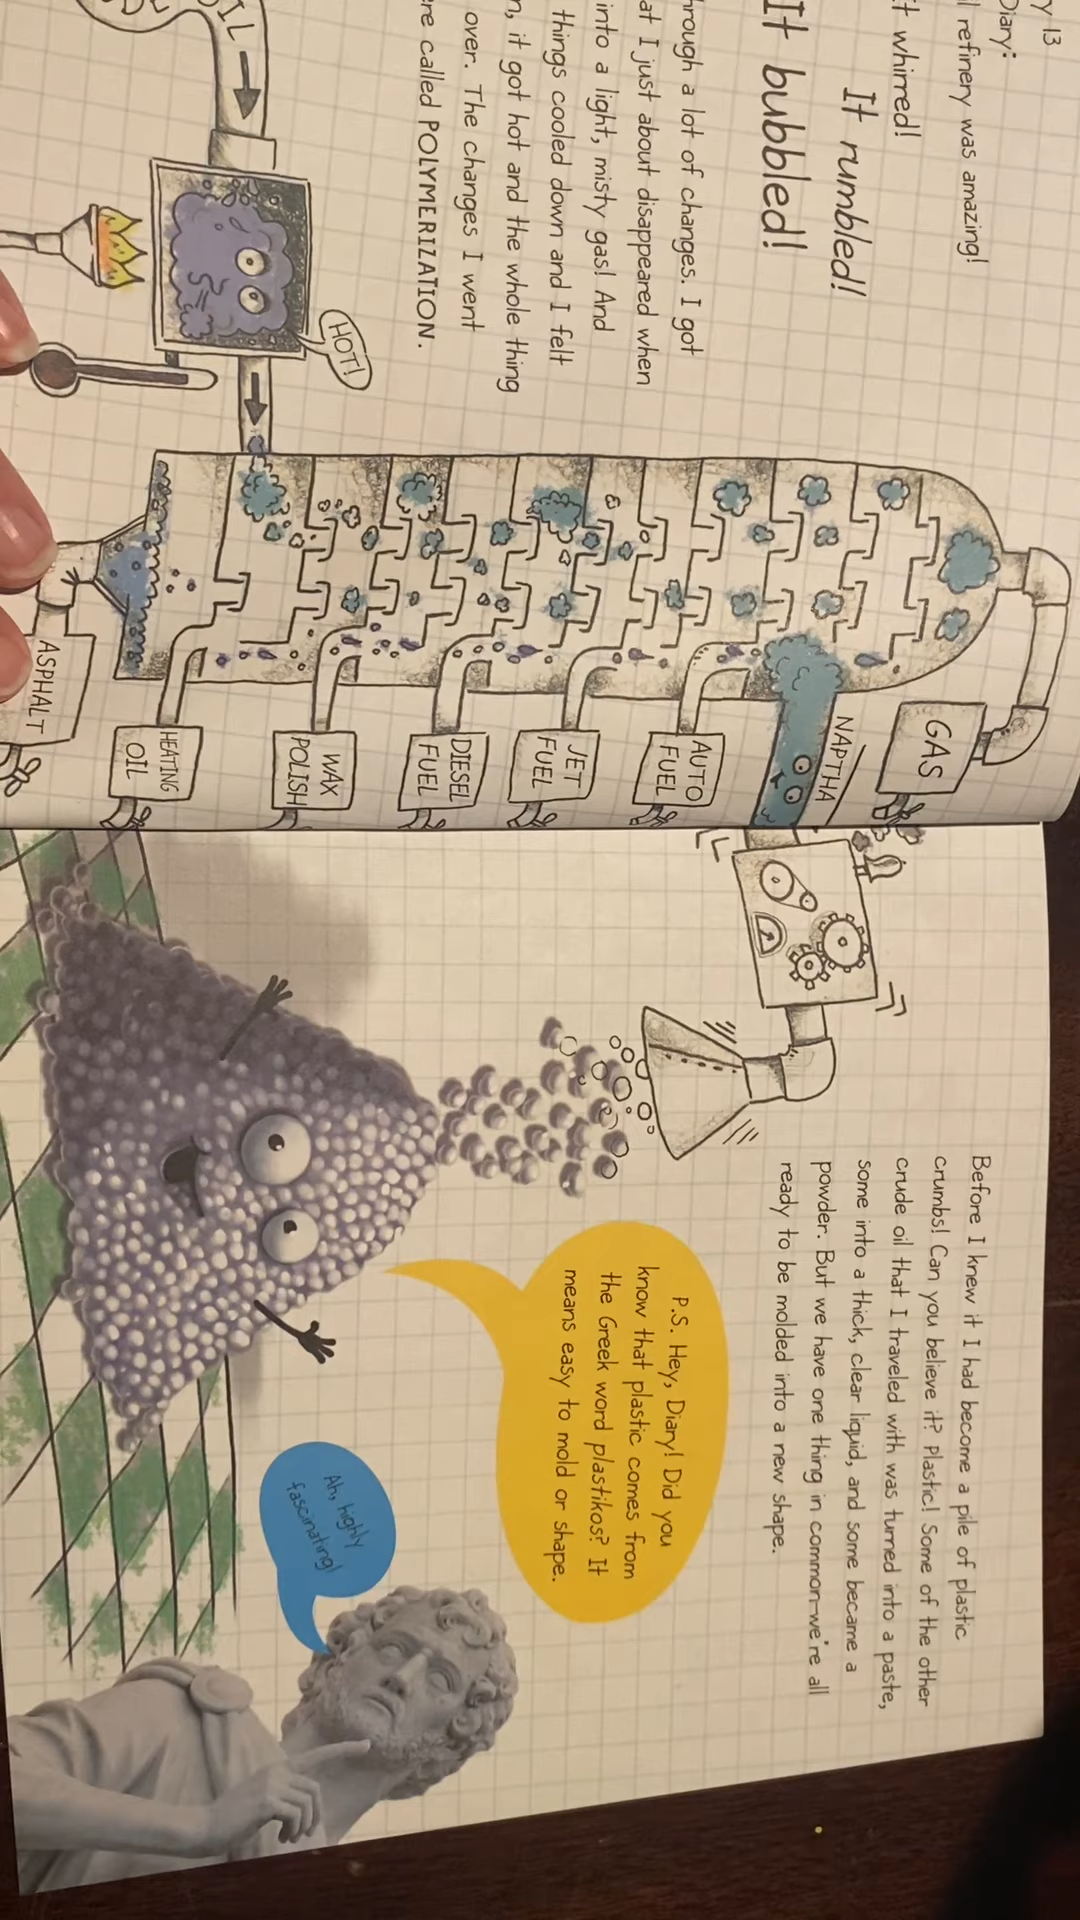 y 13
Diary:
l refinery was amazing!
t whirred!
It rumbled!
It bubbled!
hrough a lot of changes. I got
at I just about disappeared when
into a light, misty gas! And
things cooled down and I felt
n, it got hot and the whole thing
over. The changes I went
re called POLYMERIZATION.
IL
HOT!
GAS
NAPTHA
AUTO
FUEL
JET
FUEL
DIESEL
FUEL
WAX
POLISH
HEATING
OIL
ASPHALT
Before I knew it I had become a pile of plastic
crumbs! Can you believe it? Plastic! Some of the other
crude oil that I traveled with was turned into a paste,
some into a thick, clear liquid, and some became a
powder. But we have one thing in common—we're all
ready to be molded into a new shape.
P.S. Hey, Diary! Did you
know that plastic comes from
the Greek word plastikos? It
means easy to mold or shape.
Ah, highly
fascinating!